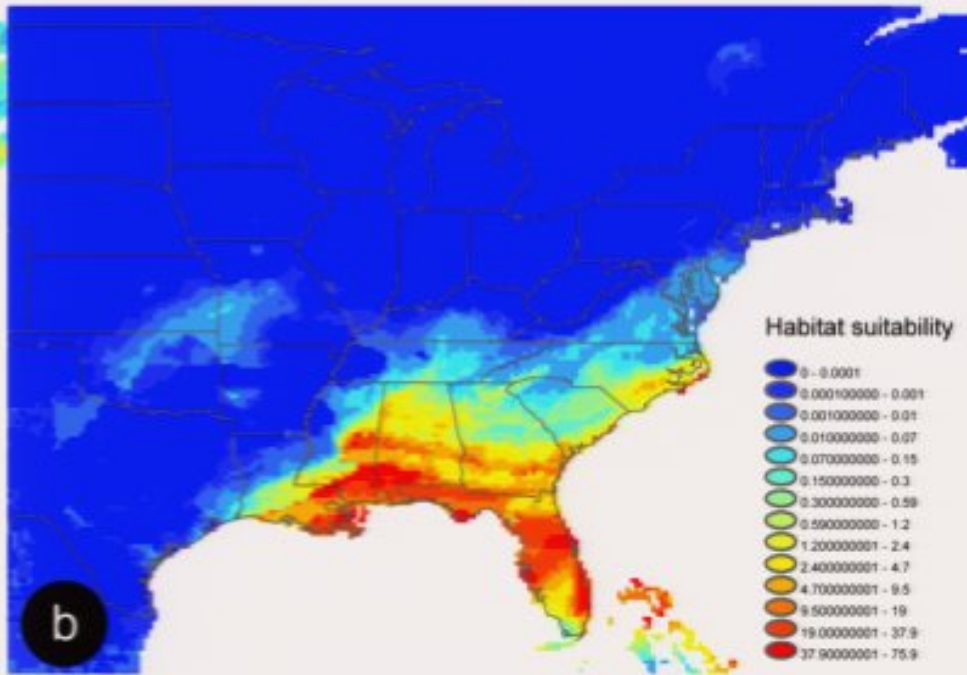 Habitat suitability
0 - 0.0001
0.000100000 - 0.001
0.001000000 - 0.01
0.010000000 - 0.07
0.070000000 - 0.15
0.150000000 - 0.3
0.300000000 - 0.59
0.590000000 - 1.2
1.200000001 - 2.4
2.400000001 - 4.7
4.700000001 - 9.5
9.500000001 - 19
19.00000001 - 37.9
37.90000001 - 75.9
b